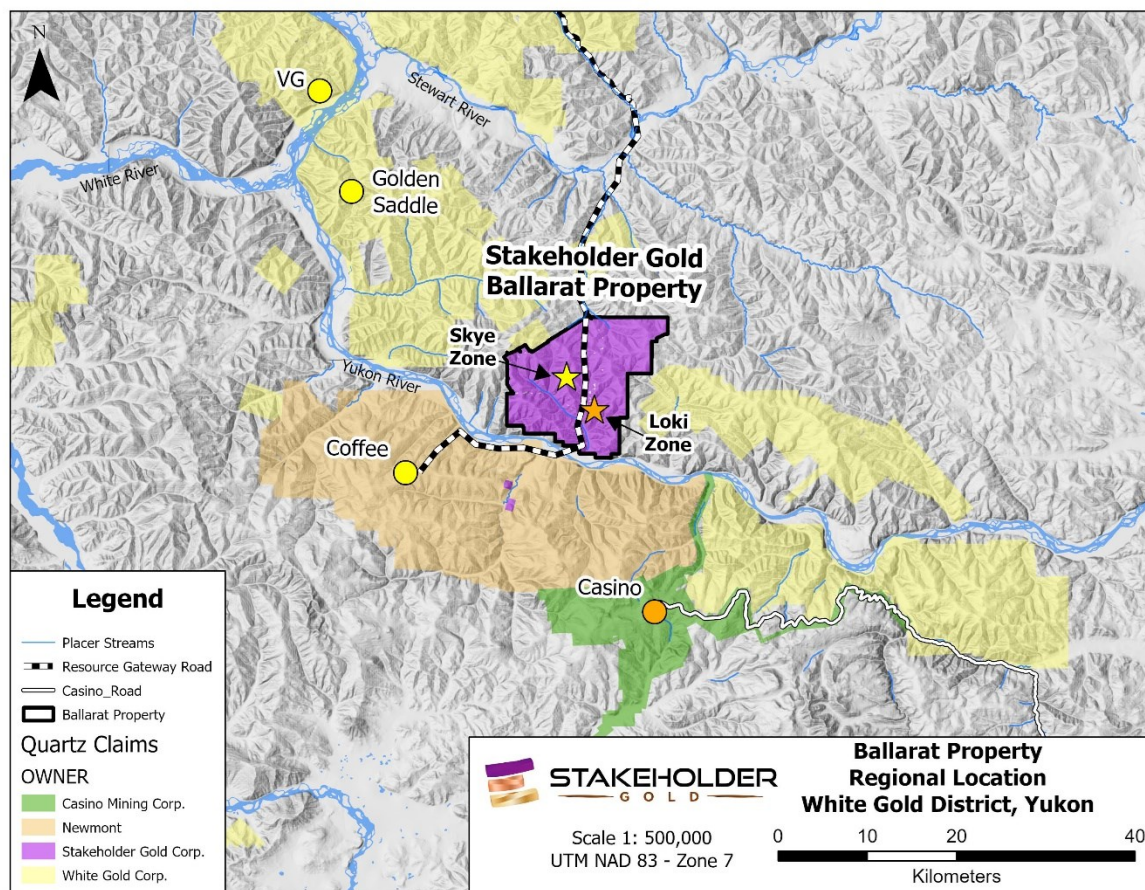 N
VG
Stewart River
White River
Golden
Saddle
Stakeholder Gold
Ballarat Property
Skye
Zone
Yukon River
Loki
Zone
Coffee
Casino
Legend
Placer Streams
Resource Gateway Road
Casino_Road
Ballarat Property
Quartz Claims
OWNER
Casino Mining Corp.
Newmont
Stakeholder Gold Corp.
White Gold Corp.
STAKEHOLDER
GOLD
Scale 1: 500,000
UTM NAD 83 - Zone 7
Ballarat Property
Regional Location
White Gold District, Yukon
0 10 20 40
Kilometers